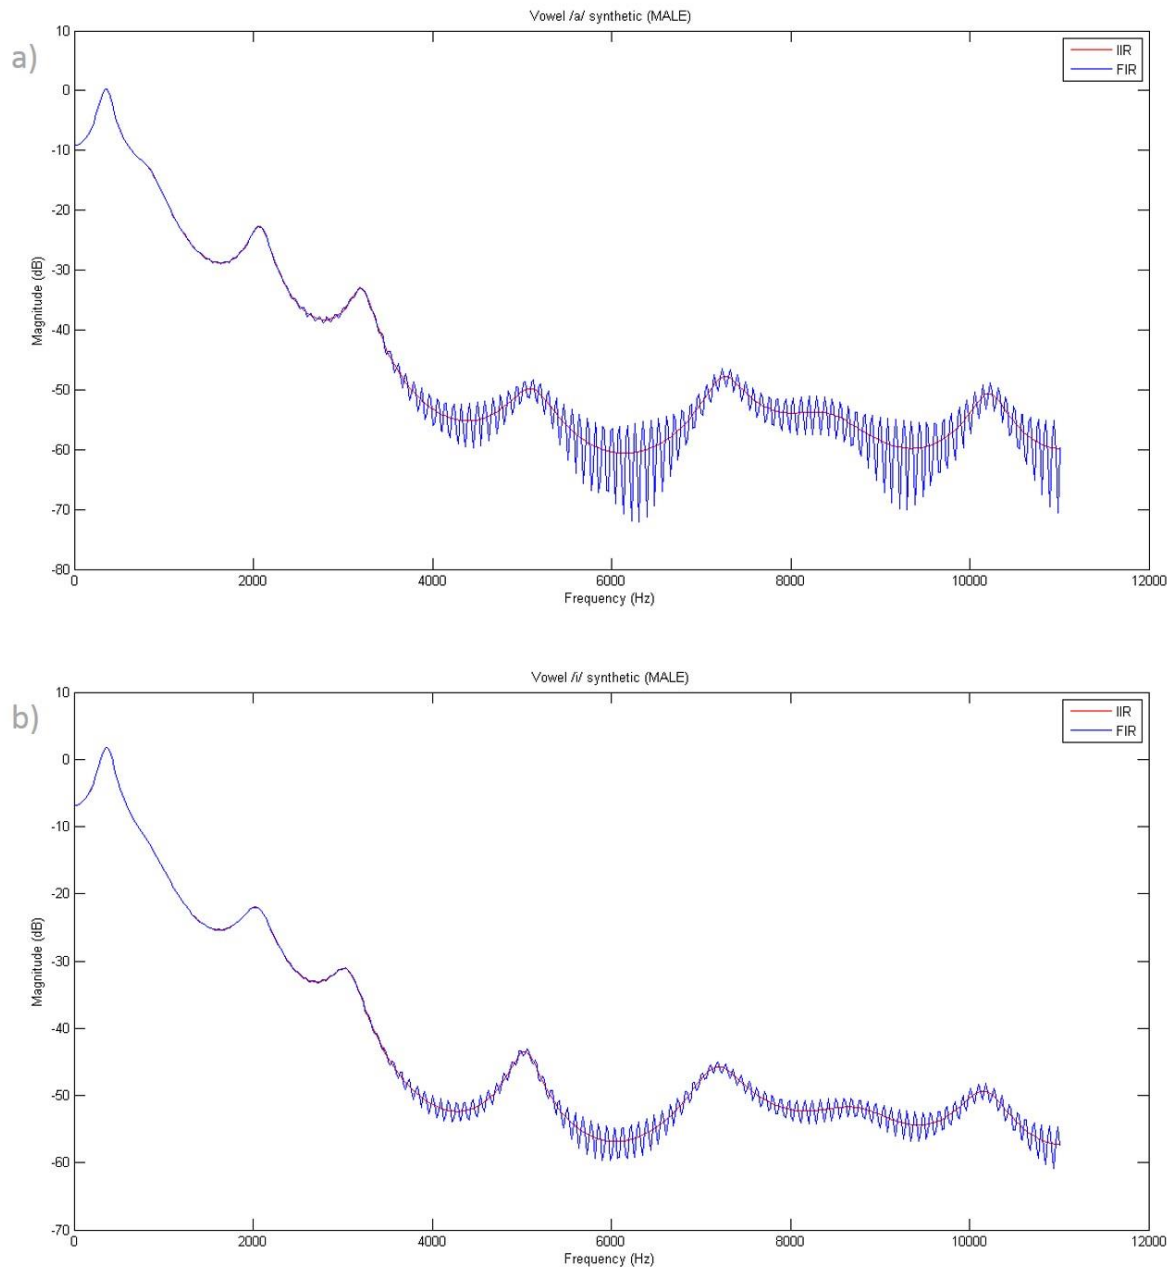 Vowel /a/ synthetic (MALE)
a)
IIR
FIR
10
0
-10
-20
-30
-40
-50
-60
-70
-80
Magnitude (dB)
0 2000 4000 6000 8000 10000 12000
Frequency (Hz)
Vowel /i/ synthetic (MALE)
b)
IIR
FIR
10
0
-10
-20
-30
-40
-50
-60
-70
Magnitude (dB)
0 2000 4000 6000 8000 10000 12000
Frequency (Hz)